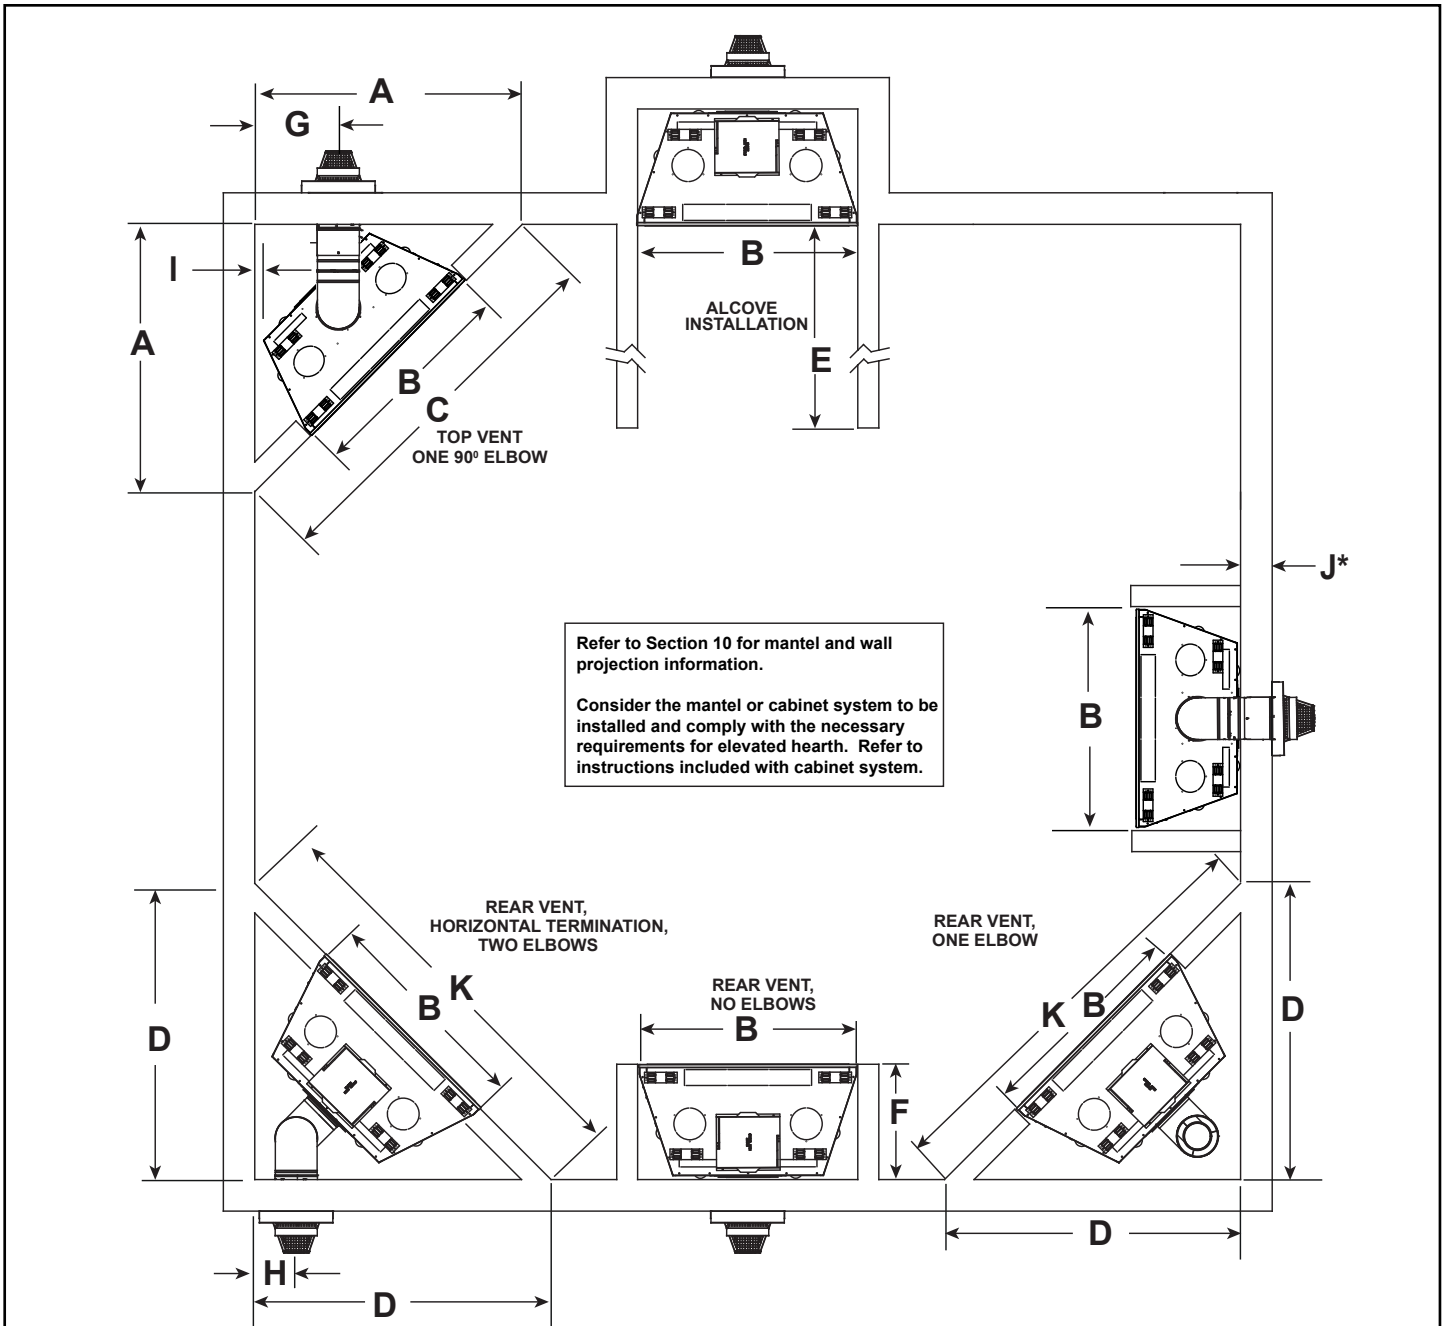 A
G
I
A
B
C
TOP VENT
ONE 90º ELBOW
B
ALCOVE
INSTALLATION
E
J*
B
Refer to Section 10 for mantel and wall
projection information.
Consider the mantel or cabinet system to be
installed and comply with the necessary
requirements for elevated hearth.  Refer to
instructions included with cabinet system.
REAR VENT,
HORIZONTAL TERMINATION,
TWO ELBOWS
K
B
D
H
D
REAR VENT,
NO ELBOWS
B
F
REAR VENT,
ONE ELBOW
K
B
D
D